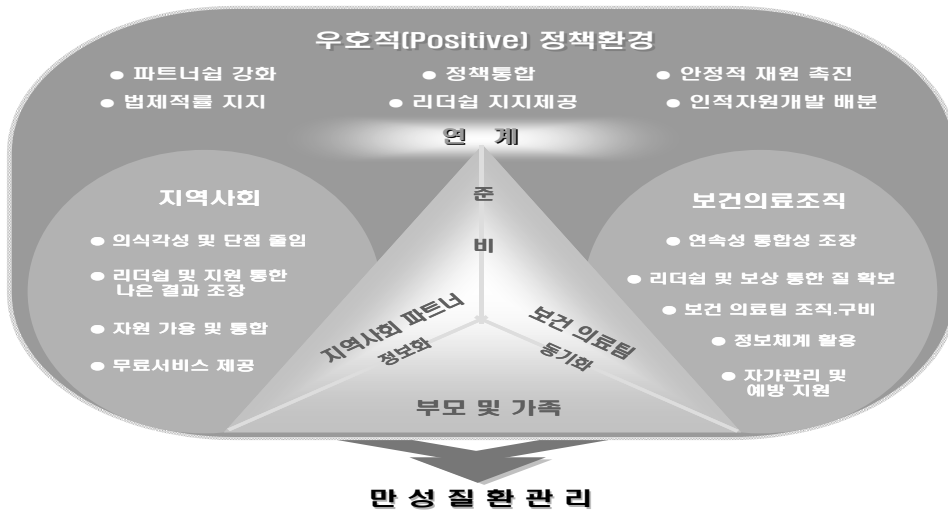 우호적(Positive) 정책환경
● 파트너쉽 강화
● 정책통합
● 안정적 재원 촉진
● 법제적률 지지
● 리더쉽 지지제공
● 인적자원개발 배분
연 계
지역사회
● 의식각성 및 단점 줄임
● 리더쉽 및 지원 통한
나은 결과 조장
● 자원 가용 및 통합
● 무료서비스 제공
준
비
지역사회 파트너
정보화
보건 의료팀
동기화
부모 및 가족
보건의료조직
● 연속성 통합성 조장
● 리더쉽 및 보상 통한 질 확보
● 보건 의료팀 조직.구비
● 정보체계 활용
● 자가관리 및
예방 지원
만성질환관리